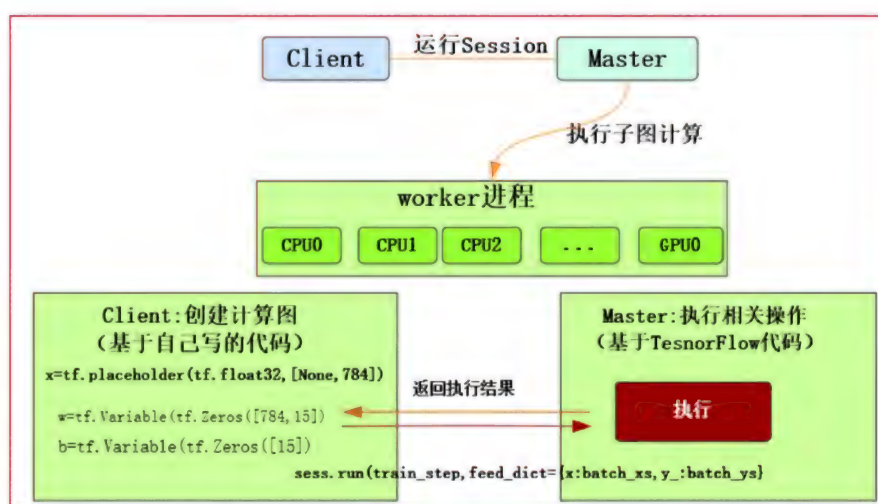 Client
运行Session
Master
执行子图计算
worker进程
CPU0
CPU1
CPU2
...
GPU0
Client:创建计算图
(基于自己写的代码)
x=tf.placeholder(tf.float32,[None,784])
w=tf.Variable(tf.Zeros([784,15])
b=tf.Variable(tf.Zeros([15])
Master:执行相关操作
(基于TesnorFlow代码)
返回执行结果
执行
sess.run(train_step,feed_dict={x:batch_xs,y_:batch_ys}